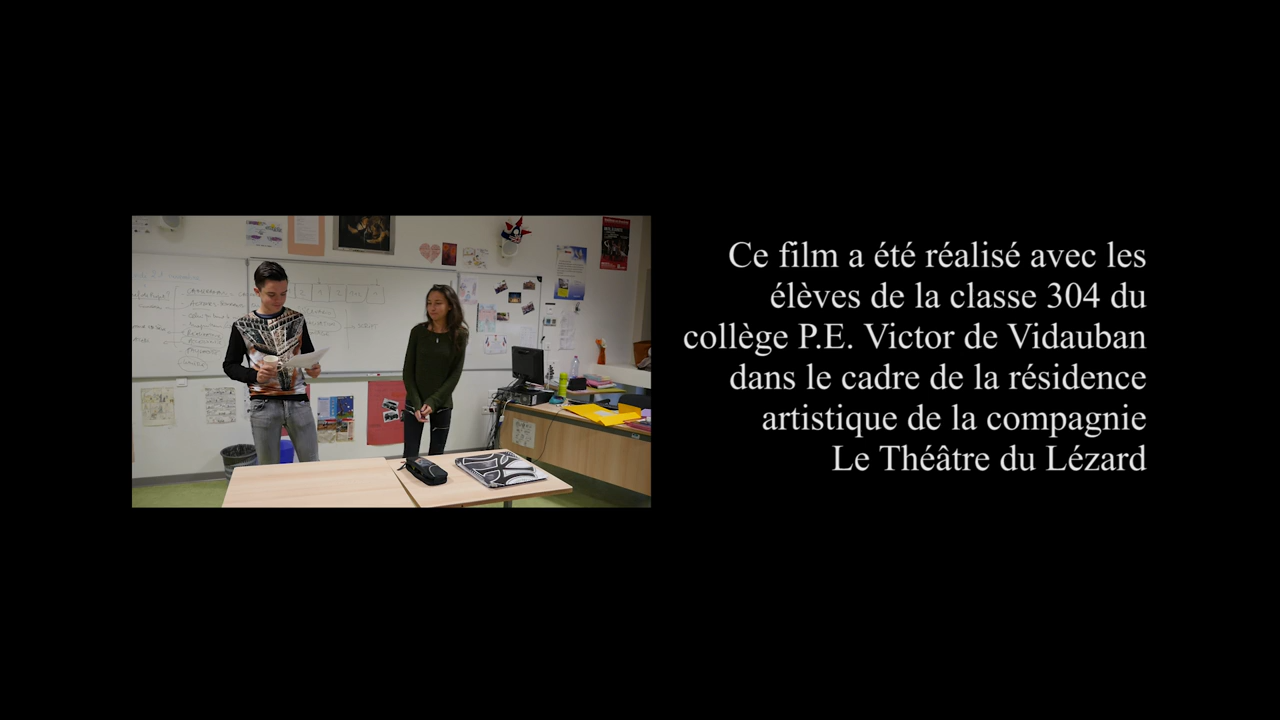 Ce film a été réalisé avec les
élèves de la classe 304 du
collège P.E. Victor de Vidauban
dans le cadre de la résidence
artistique de la compagnie
Le Théâtre du Lézard